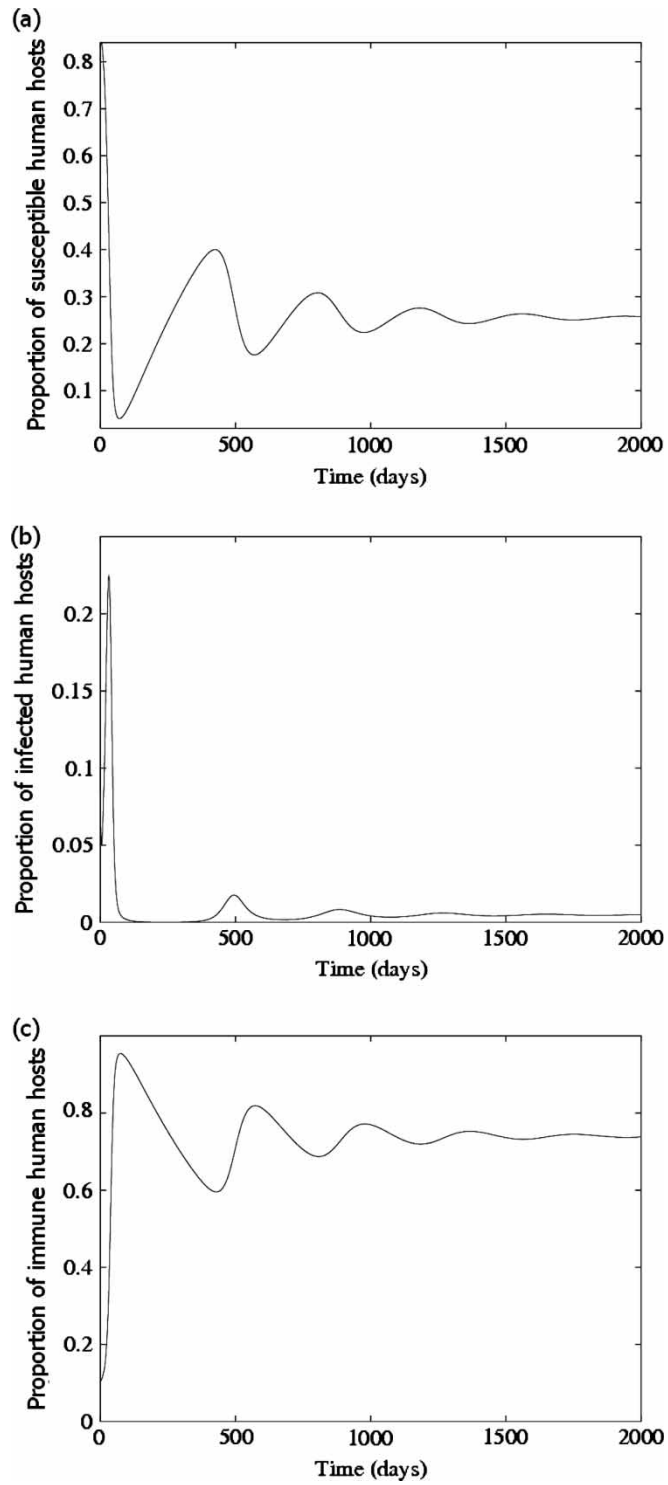 (a)
Proportion of susceptible human hosts
0.8
0.7
0.6
0.5
0.4
0.3
0.2
0.1
0 500 1000 1500 2000
Time (days)
(b)
Proportion of infected human hosts
0.2
0.15
0.1
0.05
0
0 500 1000 1500 2000
Time (days)
(c)
Proportion of immune human hosts
0.8
0.6
0.4
0.2
0
0 500 1000 1500 2000
Time (days)